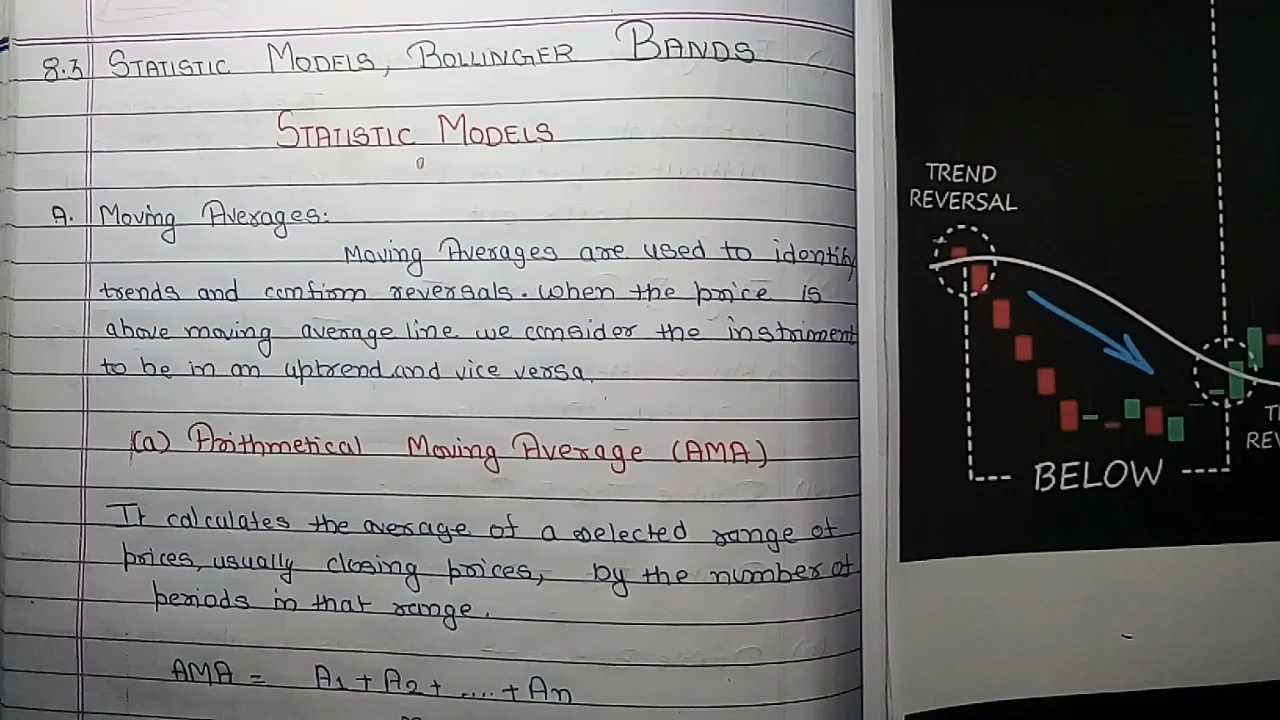 8.3 STATISTIC MODELS, BOLLINGER BANDS
STATISTIC MODELS
A. Moving Averages:
Moving Averages are used to identify
trends and comfirm reversals. When the price is
above moving average line we consider the instriment
to be in an uptrend and vice versa.
(a) Arithmetical Moving Average (AMA)
It calculates the average of a selected range of
prices, usually closing prices, by the number of
periods in that range.
AMA = A1 + A2 + .... + An
TREND
REVERSAL
BELOW